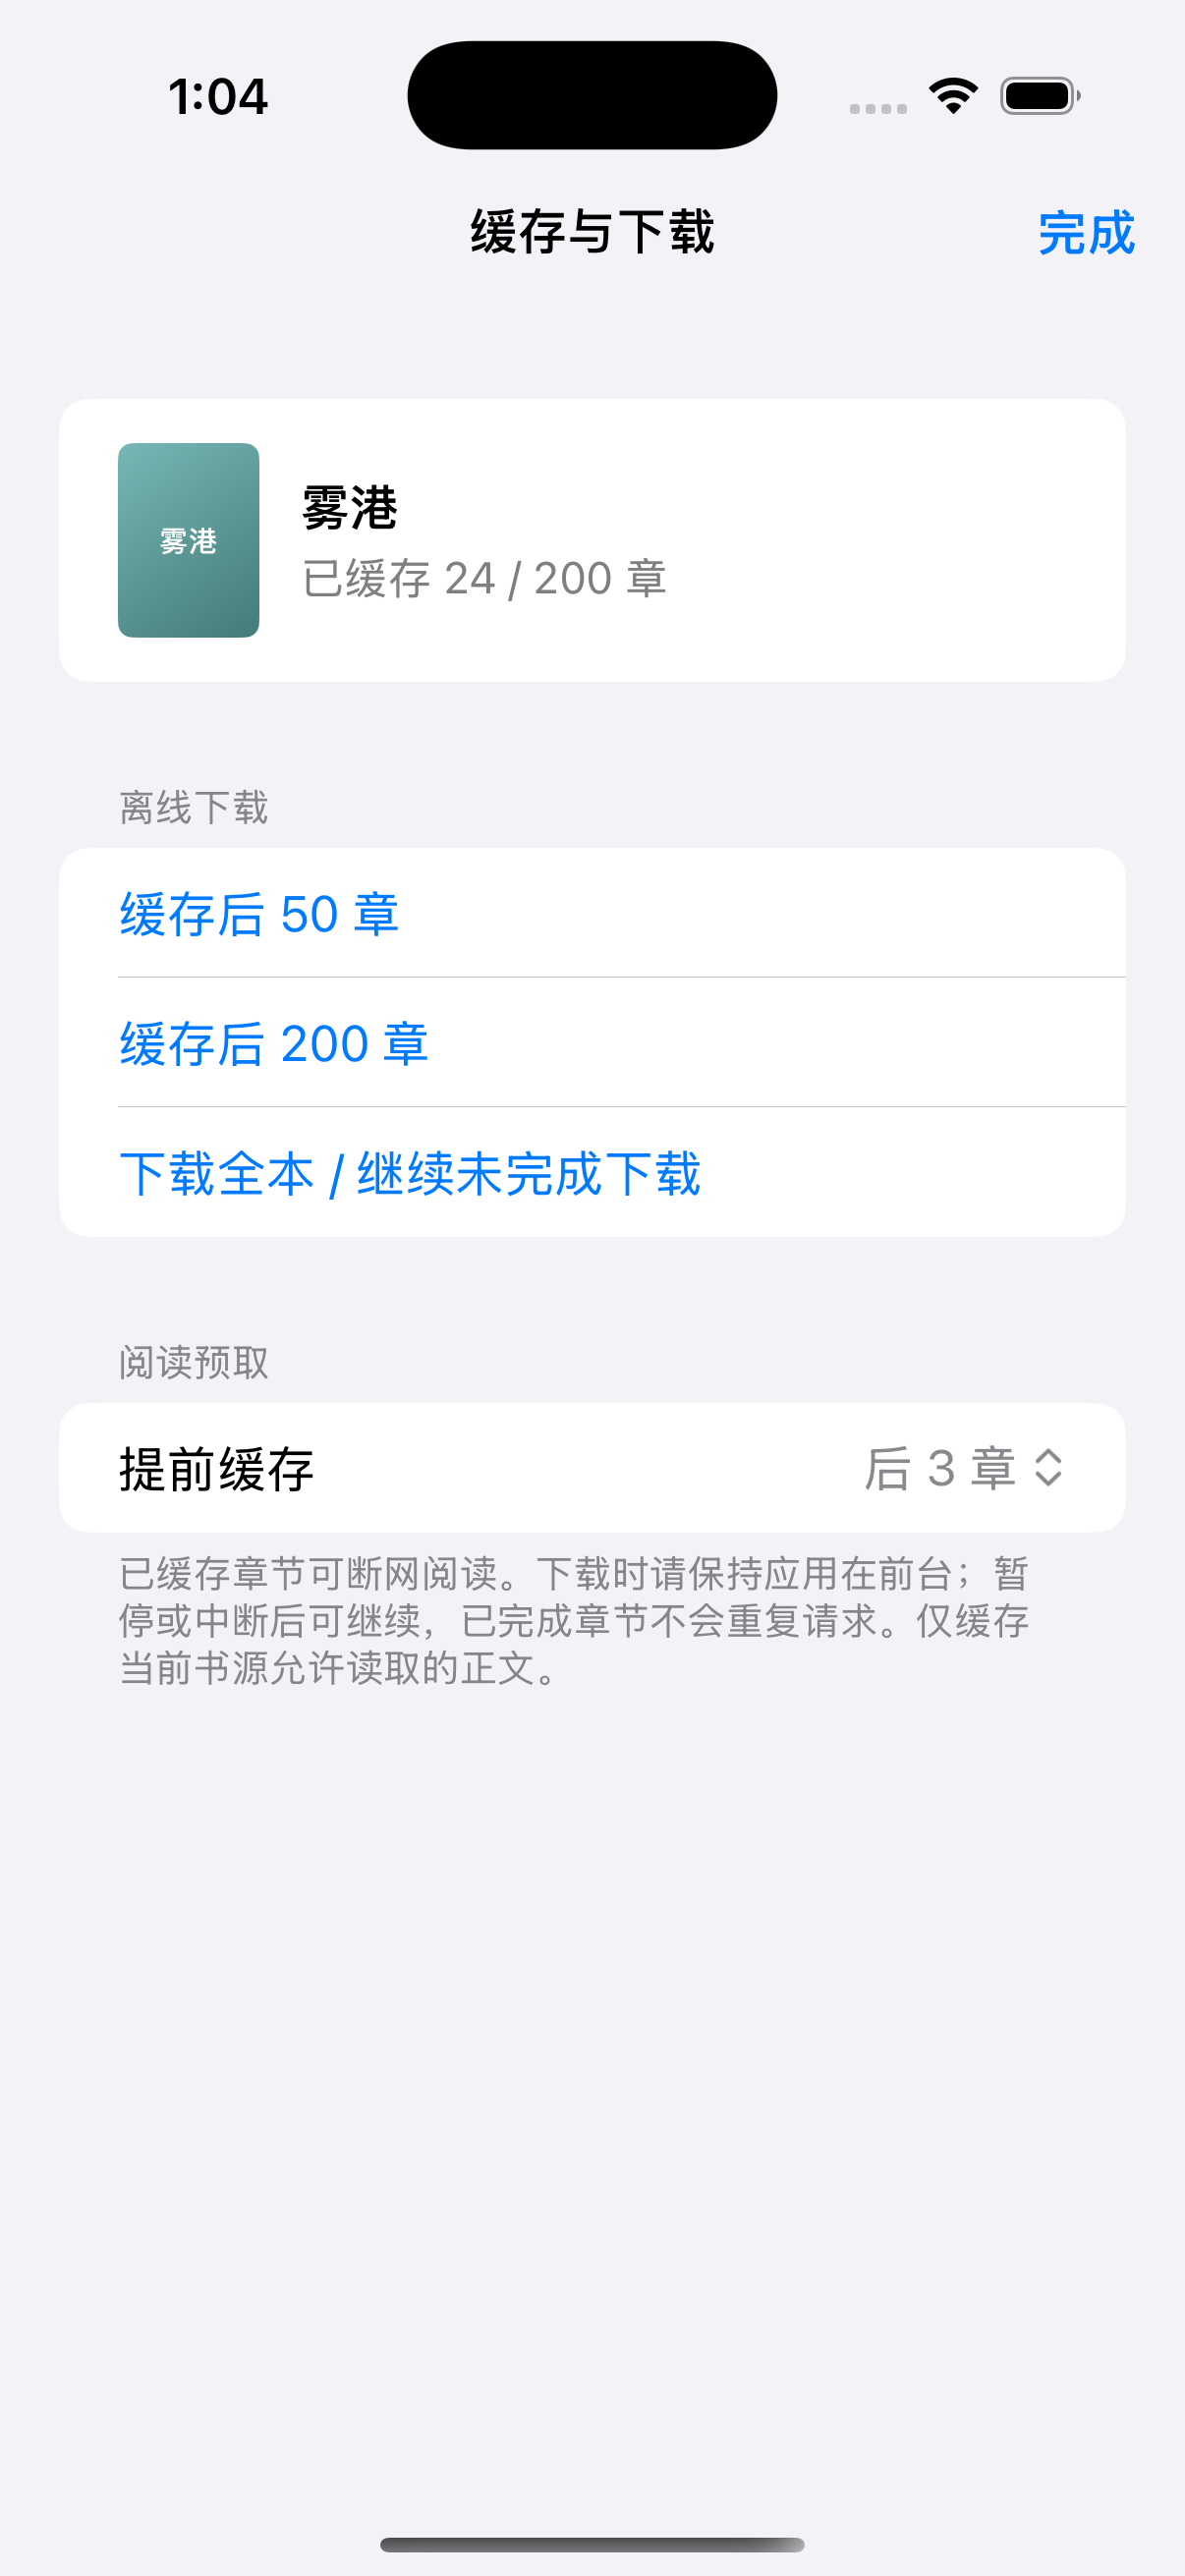 1:04
缓存与下载
完成
雾港
雾港
已缓存 24 / 200 章
离线下载
缓存后 50 章
缓存后 200 章
下载全本 / 继续未完成下载
阅读预取
提前缓存
后 3 章
已缓存章节可断网阅读。下载时请保持应用在前台；暂
停或中断后可继续，已完成章节不会重复请求。仅缓存
当前书源允许读取的正文。